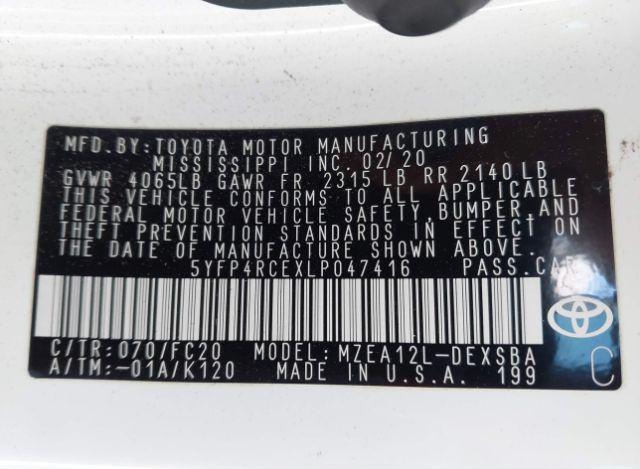 MFD. BY: TOYOTA MOTOR MANUFACTURING
MISSISSIPPI INC. 02/20
GVWR 4065LB GAWR FR 2315 LB RR 2140 LB
THIS VEHICLE CONFORMS TO ALL APPLICABLE
FEDERAL MOTOR VEHICLE SAFETY, BUMPER, AND
THEFT PREVENTION STANDARDS IN EFFECT ON
THE DATE OF MANUFACTURE SHOWN ABOVE.
5YFP4RCEXLP047416 PASS. CAR
C/TR: 070/FC20 MODEL: MZEA12L-DEXSBA
A/TM: -01A/K120 MADE IN U.S.A. 199
C